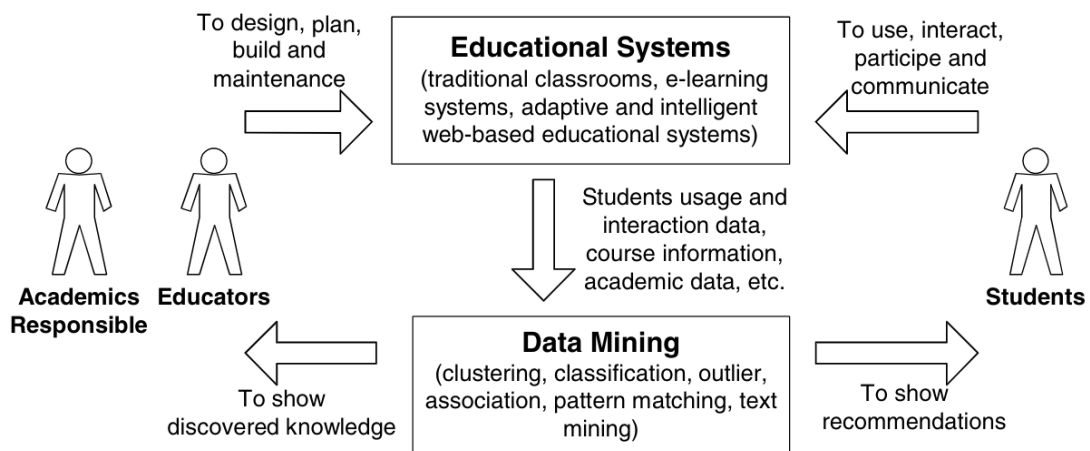 To design, plan,
build and
maintenance
Educational Systems
(traditional classrooms, e-learning
systems, adaptive and intelligent
web-based educational systems)
To use, interact,
participe and
communicate
Students usage and
interaction data,
course information,
academic data, etc.
Academics
Responsible
Educators
Students
Data Mining
(clustering, classification, outlier,
association, pattern matching, text
mining)
To show
discovered knowledge
To show
recommendations